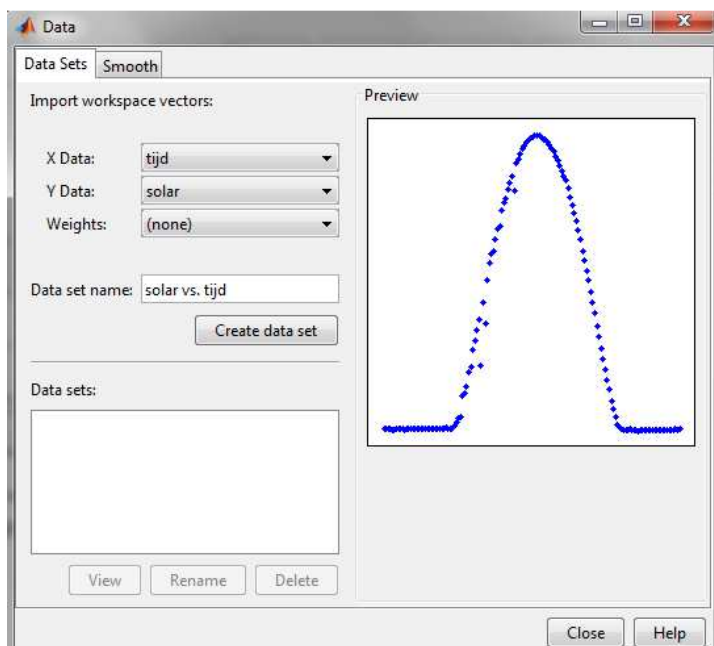 Data
Data Sets Smooth
Import workspace vectors:
X Data: tijd
Y Data: solar
Weights: (none)
Data set name: solar vs. tijd
Create data set
Data sets:
View Rename Delete
Preview
Close Help